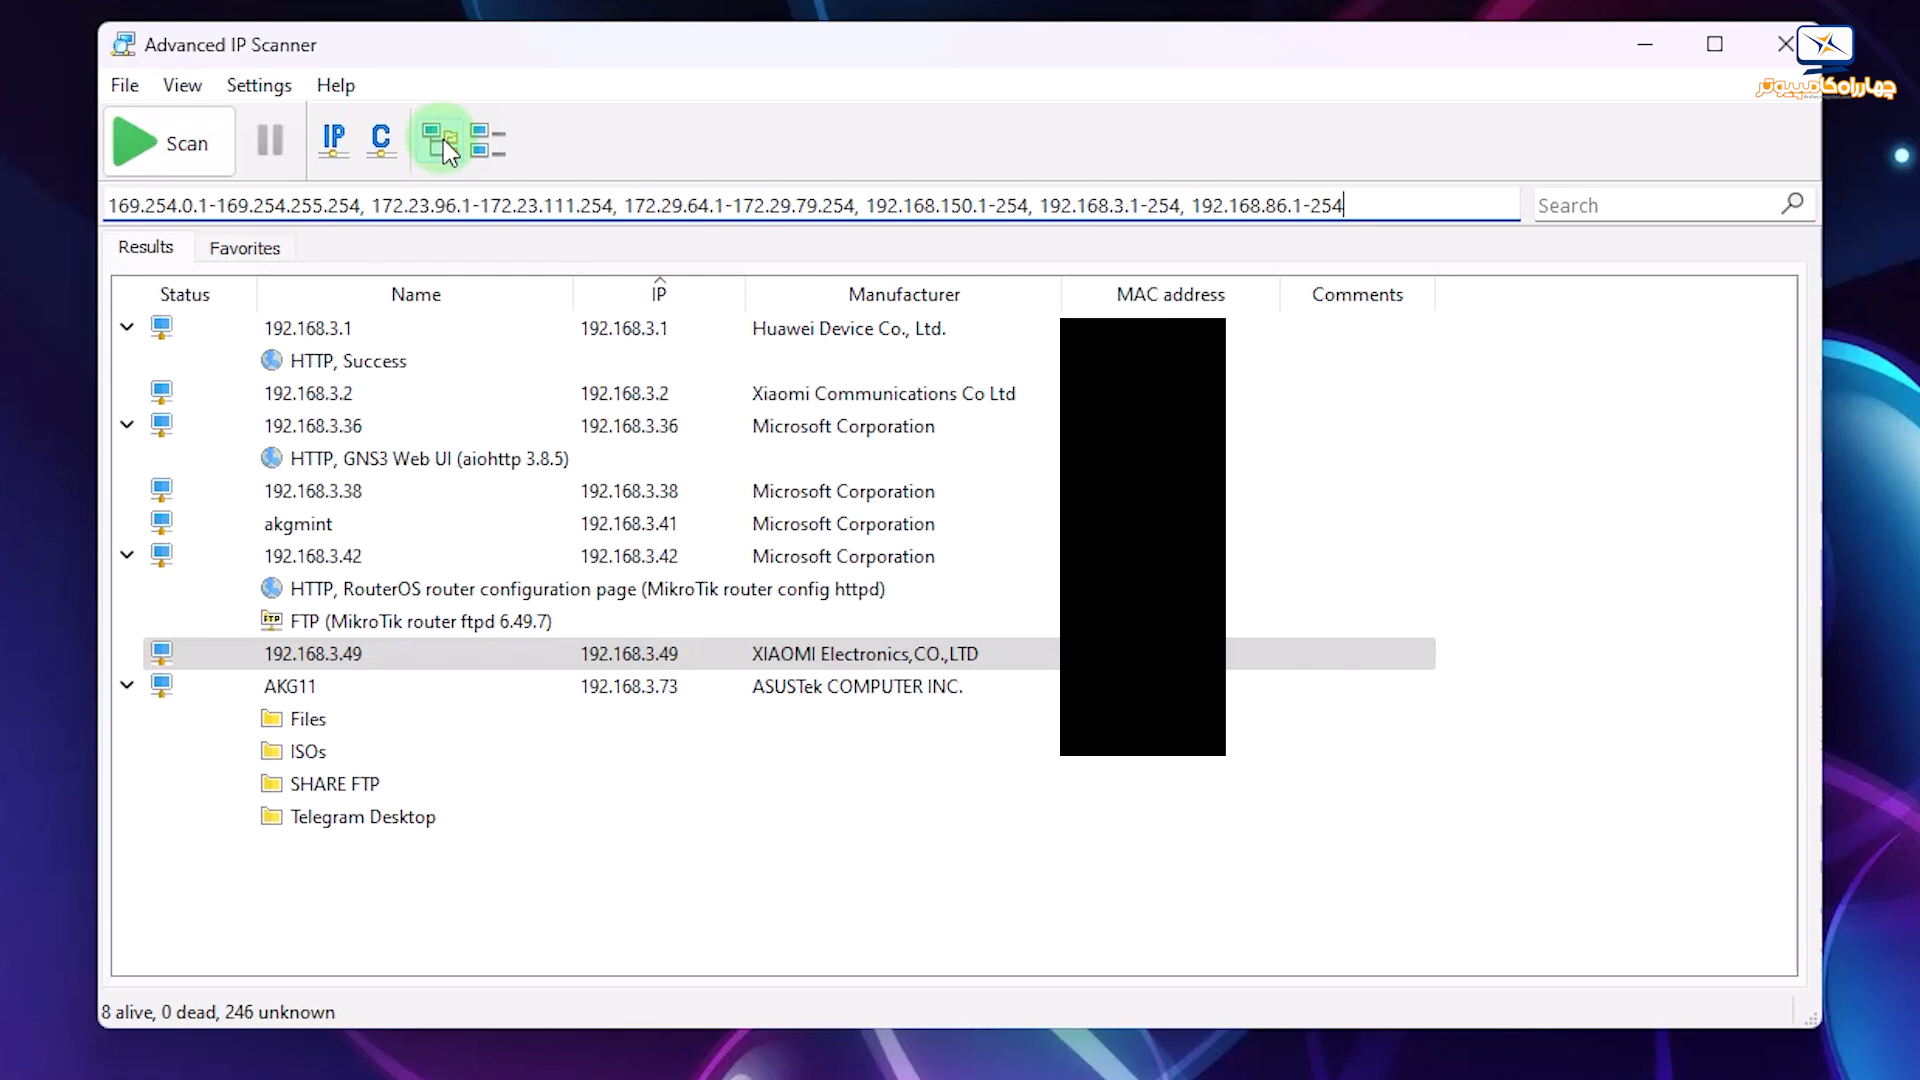 Advanced IP Scanner
چهارراه کامپیوتر
File View Settings Help
Scan IP C
169.254.0.1-169.254.255.254, 172.23.96.1-172.23.111.254, 172.29.64.1-172.29.79.254, 192.168.150.1-254, 192.168.3.1-254, 192.168.86.1-254 Search
Results Favorites
Status Name IP Manufacturer MAC address Comments
192.168.3.1 192.168.3.1 Huawei Device Co., Ltd.
HTTP, Success
192.168.3.2 192.168.3.2 Xiaomi Communications Co Ltd
192.168.3.36 192.168.3.36 Microsoft Corporation
HTTP, GNS3 Web UI (aiohttp 3.8.5)
192.168.3.38 192.168.3.38 Microsoft Corporation
akgmint 192.168.3.41 Microsoft Corporation
192.168.3.42 192.168.3.42 Microsoft Corporation
HTTP, RouterOS router configuration page (MikroTik router config httpd)
FTP (MikroTik router ftpd 6.49.7)
192.168.3.49 192.168.3.49 XIAOMI Electronics,CO.,LTD
AKG11 192.168.3.73 ASUSTek COMPUTER INC.
Files
ISOs
SHARE FTP
Telegram Desktop
8 alive, 0 dead, 246 unknown